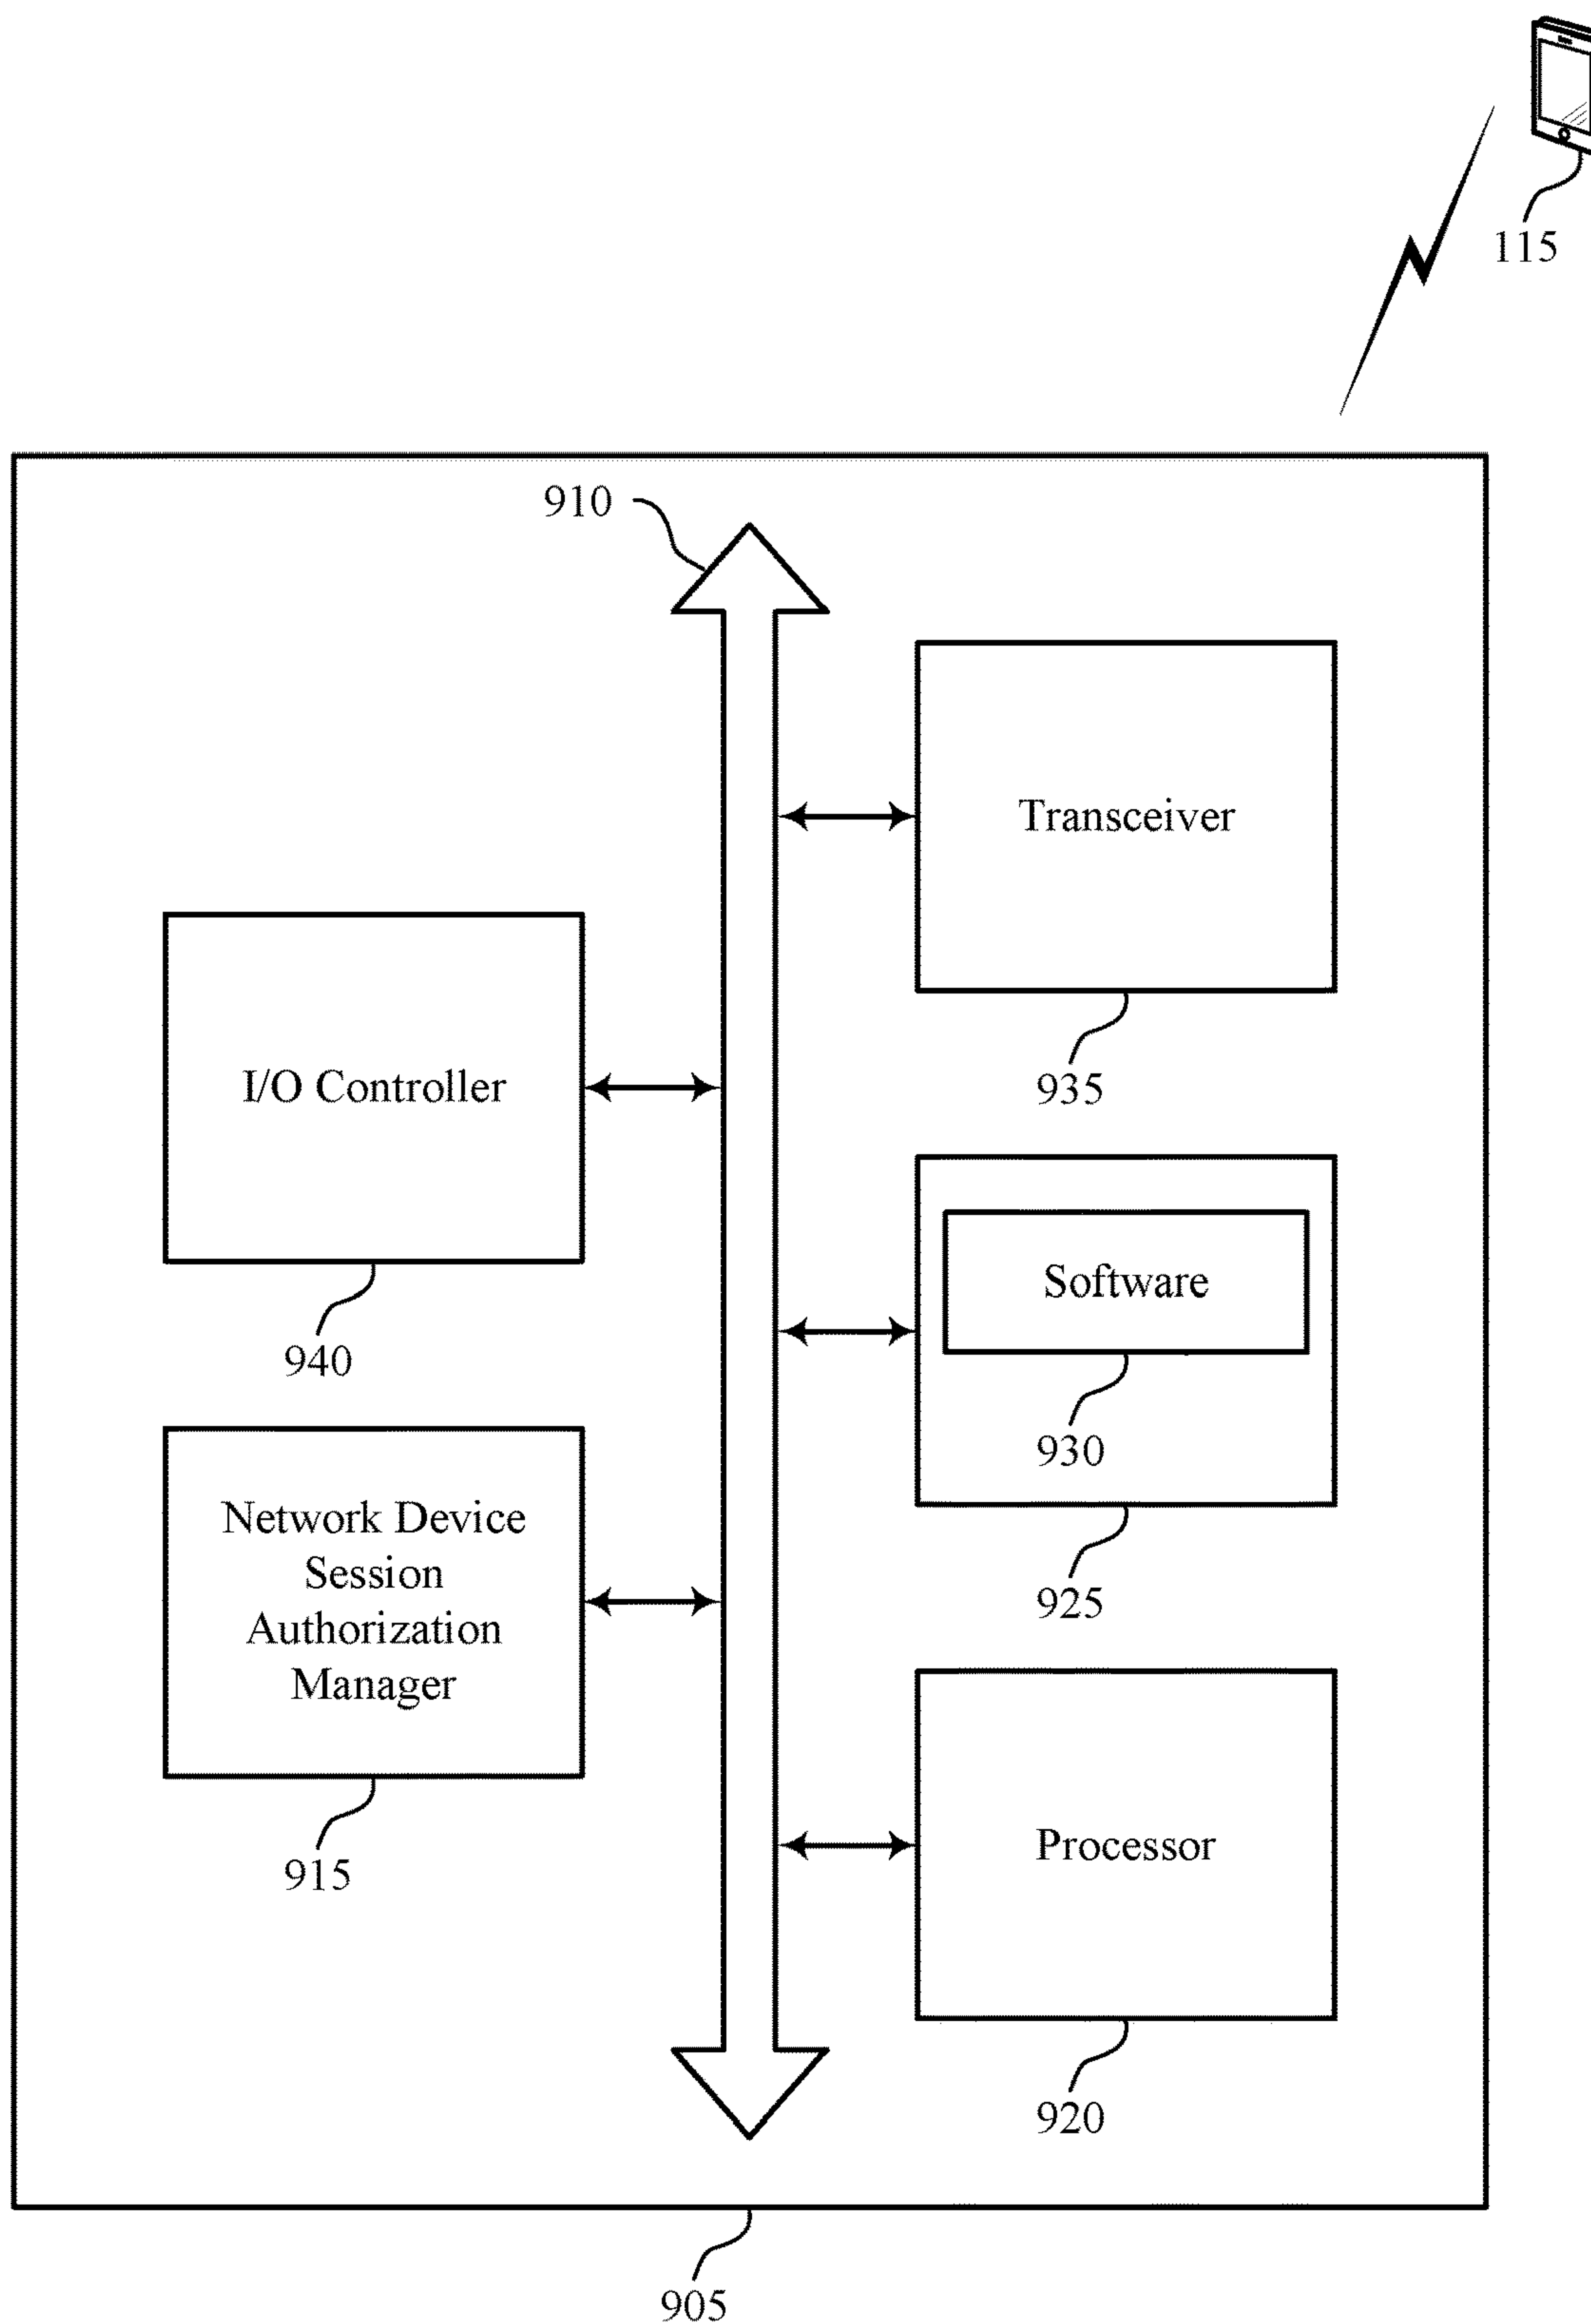 115
910
Transceiver
935
I/O Controller
940
Software
930
925
Network Device
Session
Authorization
Manager
915
Processor
920
905